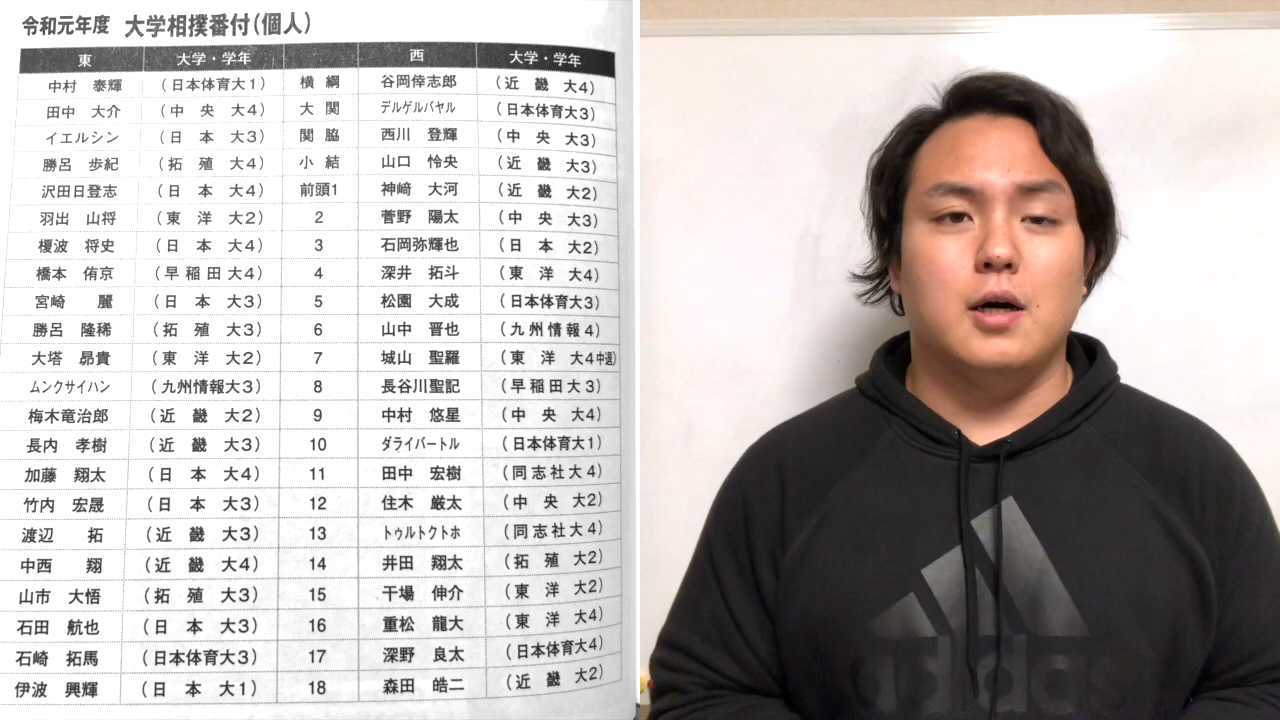 令和元年度 大学相撲番付(個人)
東 大学・学年 西 大学・学年
中村 泰輝 (日本体育大1) 横綱 谷岡倖志郎 (近畿大4)
田中 大介 (中央大4) 大関 デルゲルバヤル (日本体育大3)
イエルシン (日本大3) 関脇 西川 登輝 (中央大3)
勝呂 歩紀 (拓殖大4) 小結 山口 怜央 (近畿大3)
沢田日登志 (日本大4) 前頭1 神﨑 大河 (近畿大2)
羽出 山将 (東洋大2) 2 菅野 陽太 (中央大3)
榎波 将史 (日本大4) 3 石岡弥輝也 (日本大2)
橋本 侑京 (早稲田大4) 4 深井 拓斗 (東洋大4)
宮崎 麗 (日本大3) 5 松園 大成 (日本体育大3)
勝呂 隆稀 (拓殖大3) 6 山中 晋也 (九州情報4)
大塔 昴貴 (東洋大2) 7 城山 聖羅 (東洋大4中退)
ムンクサイハン (九州情報大3) 8 長谷川聖記 (早稲田大3)
梅木竜治郎 (近畿大2) 9 中村 悠星 (中央大4)
長内 孝樹 (近畿大3) 10 ダライバートル (日本体育大1)
加藤 翔太 (日本大4) 11 田中 宏樹 (同志社大4)
竹内 宏晟 (日本大3) 12 住木 厳太 (中央大2)
渡辺 拓 (近畿大3) 13 トゥルトクトホ (同志社大4)
中西 翔 (近畿大4) 14 井田 翔太 (拓殖大2)
山市 大悟 (拓殖大3) 15 干場 伸介 (東洋大2)
石田 航也 (日本大3) 16 重松 龍大 (東洋大4)
石崎 拓馬 (日本体育大3) 17 深野 良太 (日本体育大4)
伊波 興輝 (日本大1) 18 森田 皓二 (近畿大2)